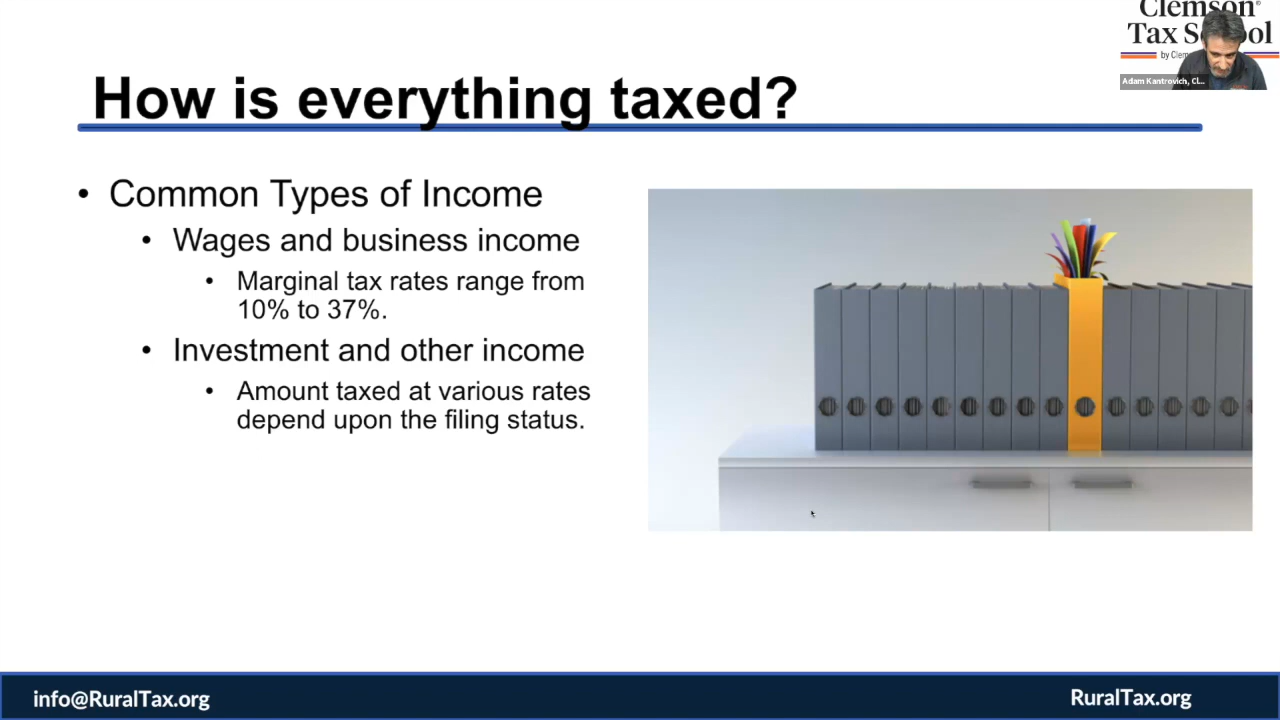 Clemson®
Tax S ool
by Clem
Adam Kantrovich, Cl...
How is everything taxed?
• Common Types of Income
• Wages and business income
• Marginal tax rates range from
10% to 37%.
• Investment and other income
• Amount taxed at various rates
depend upon the filing status.
info@RuralTax.org
RuralTax.org